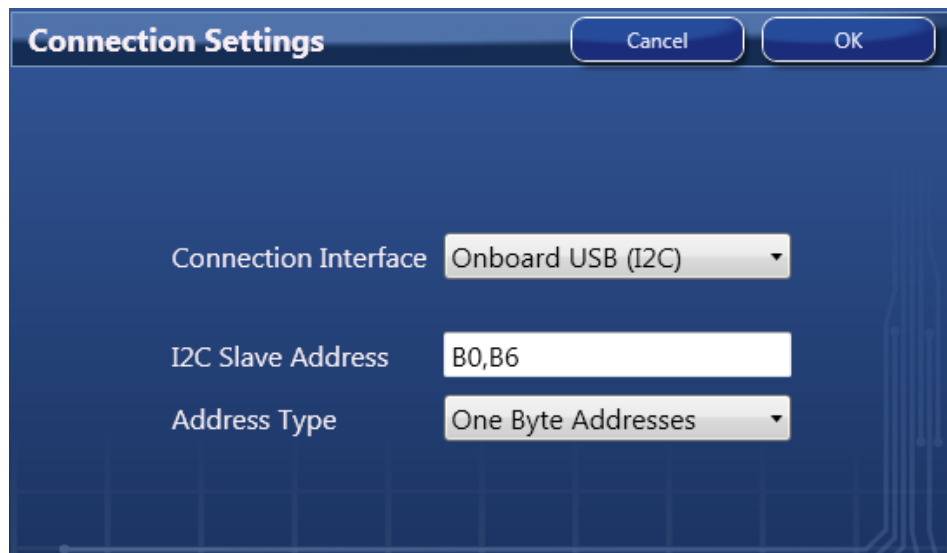 Connection Settings Cancel OK
Connection Interface Onboard USB (I2C)
I2C Slave Address B0,B6
Address Type One Byte Addresses